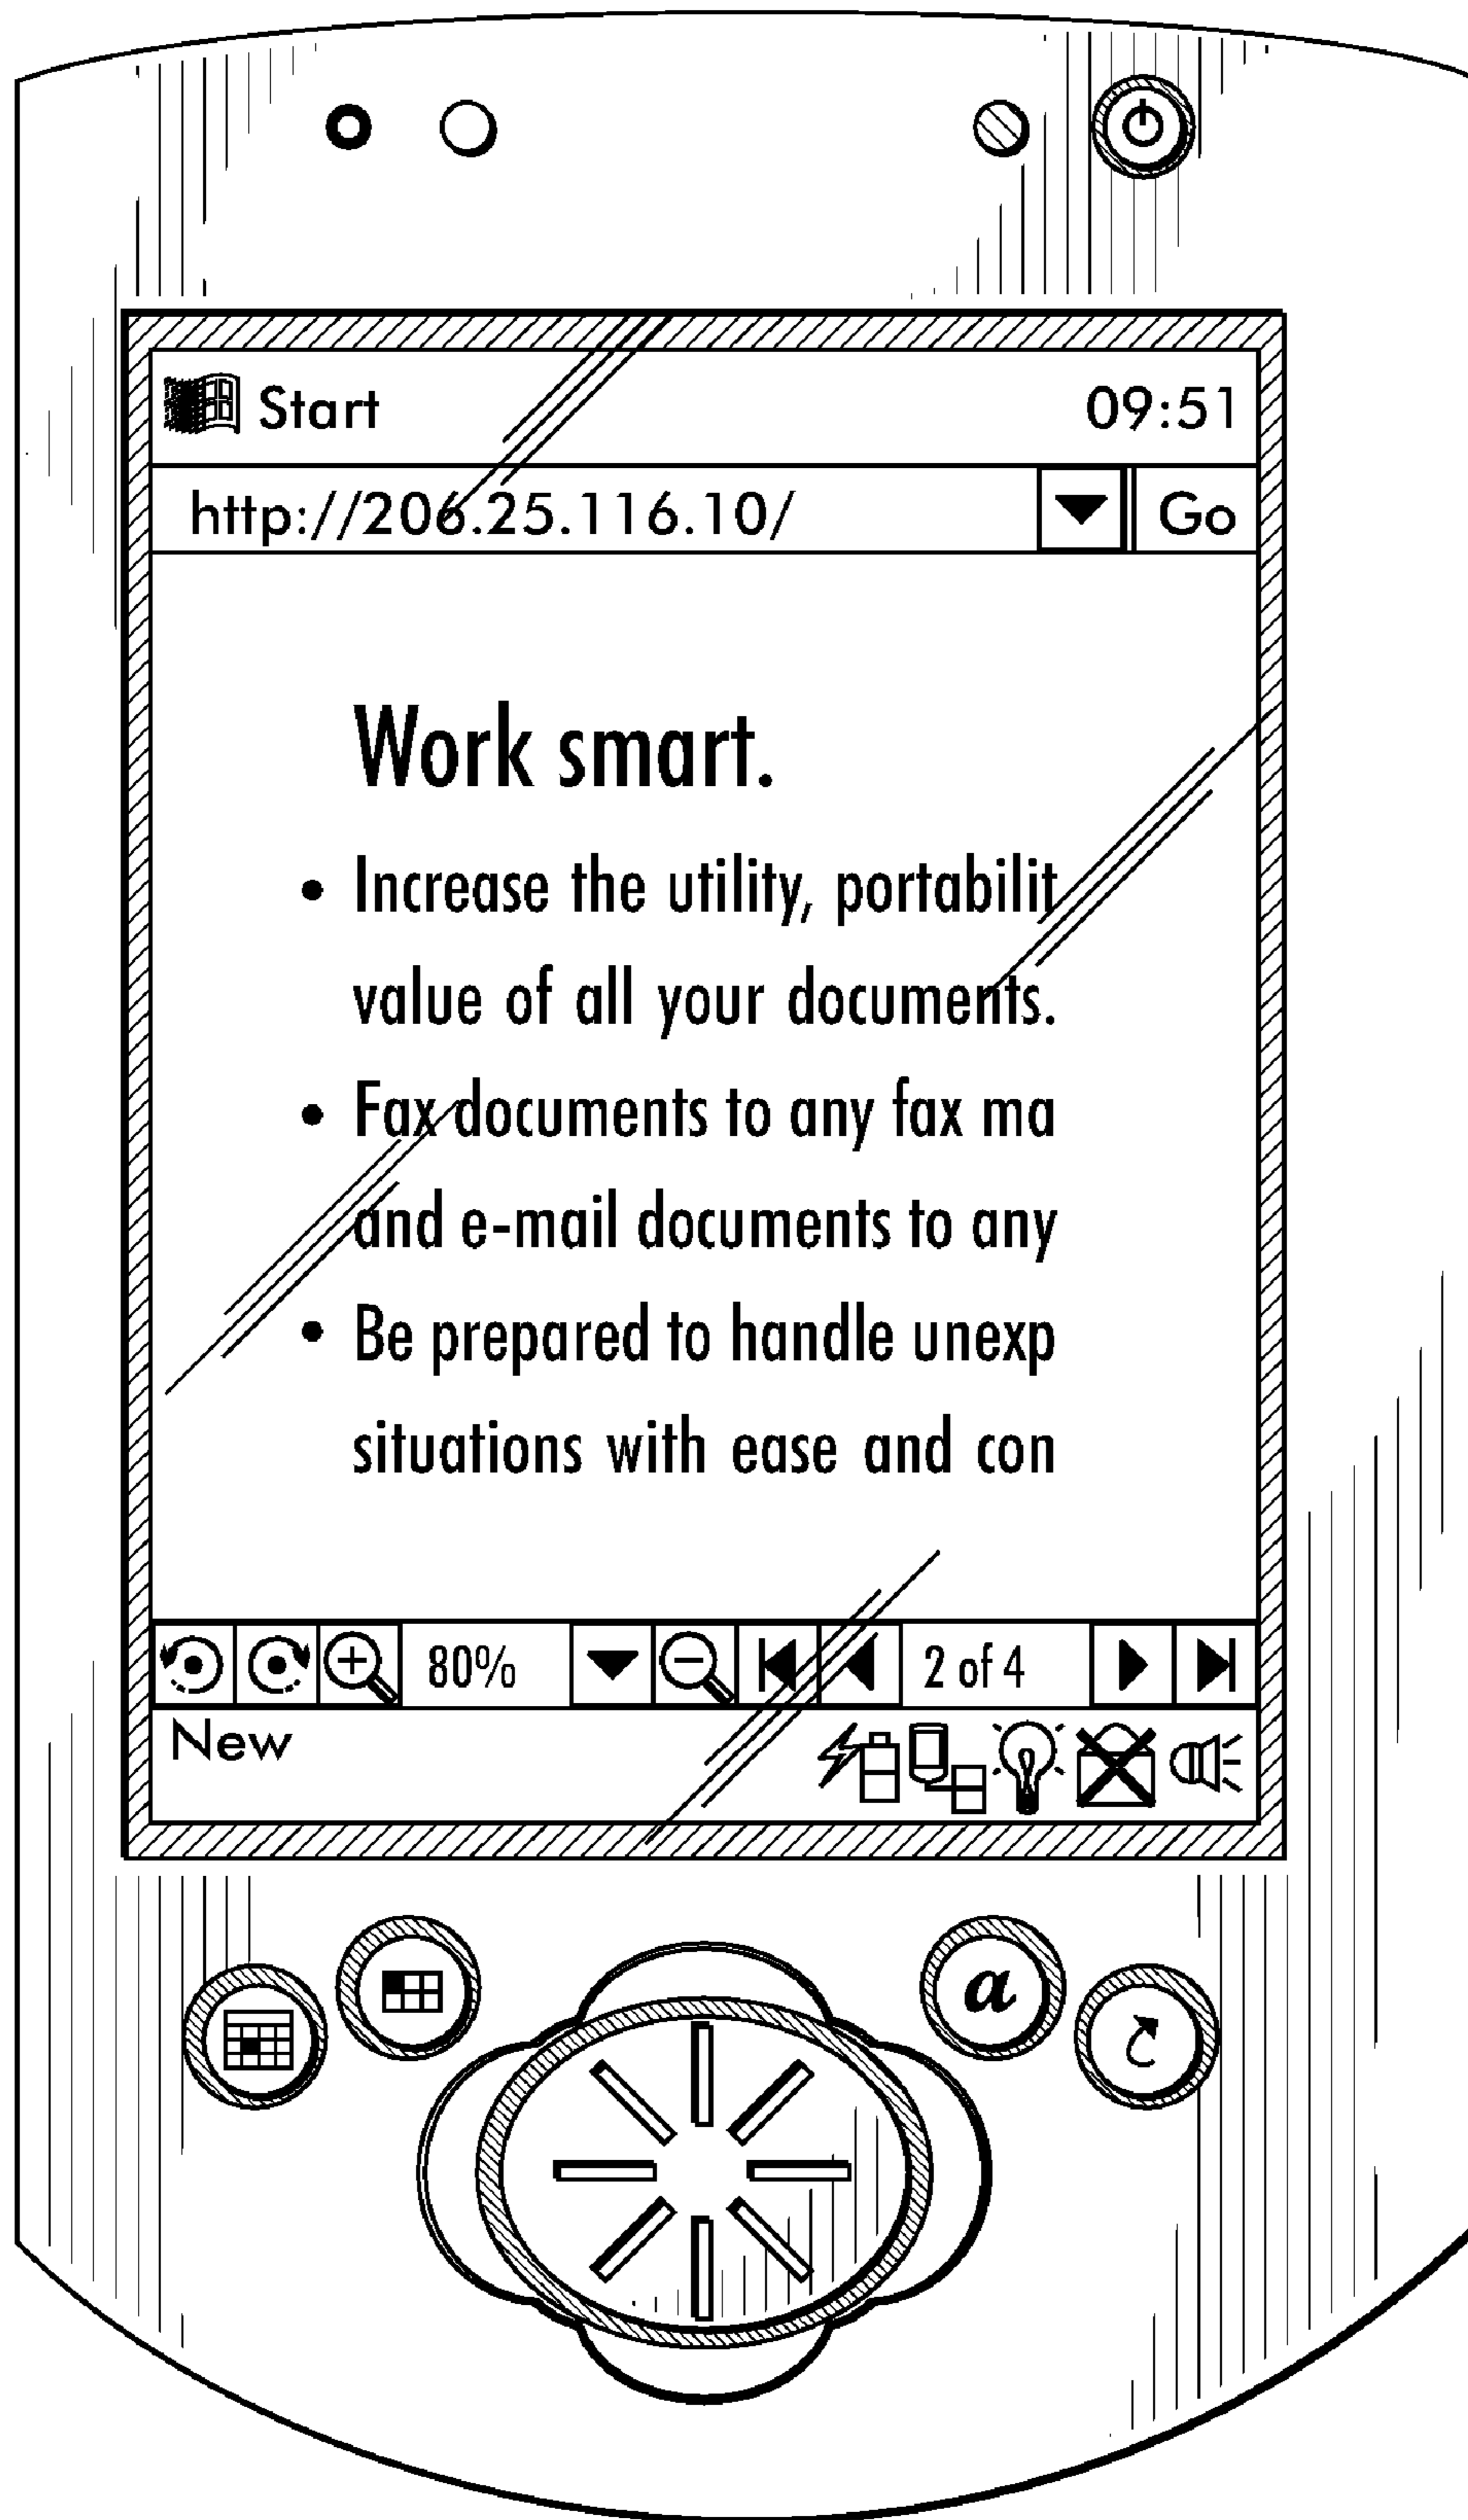 Start 09:51
http://206.25.116.10/ Go
Work smart.
• Increase the utility, portabilit
value of all your documents.
• Fax documents to any fax ma
and e-mail documents to any
• Be prepared to handle unexp
situations with ease and con
80% 2 of 4
New
a